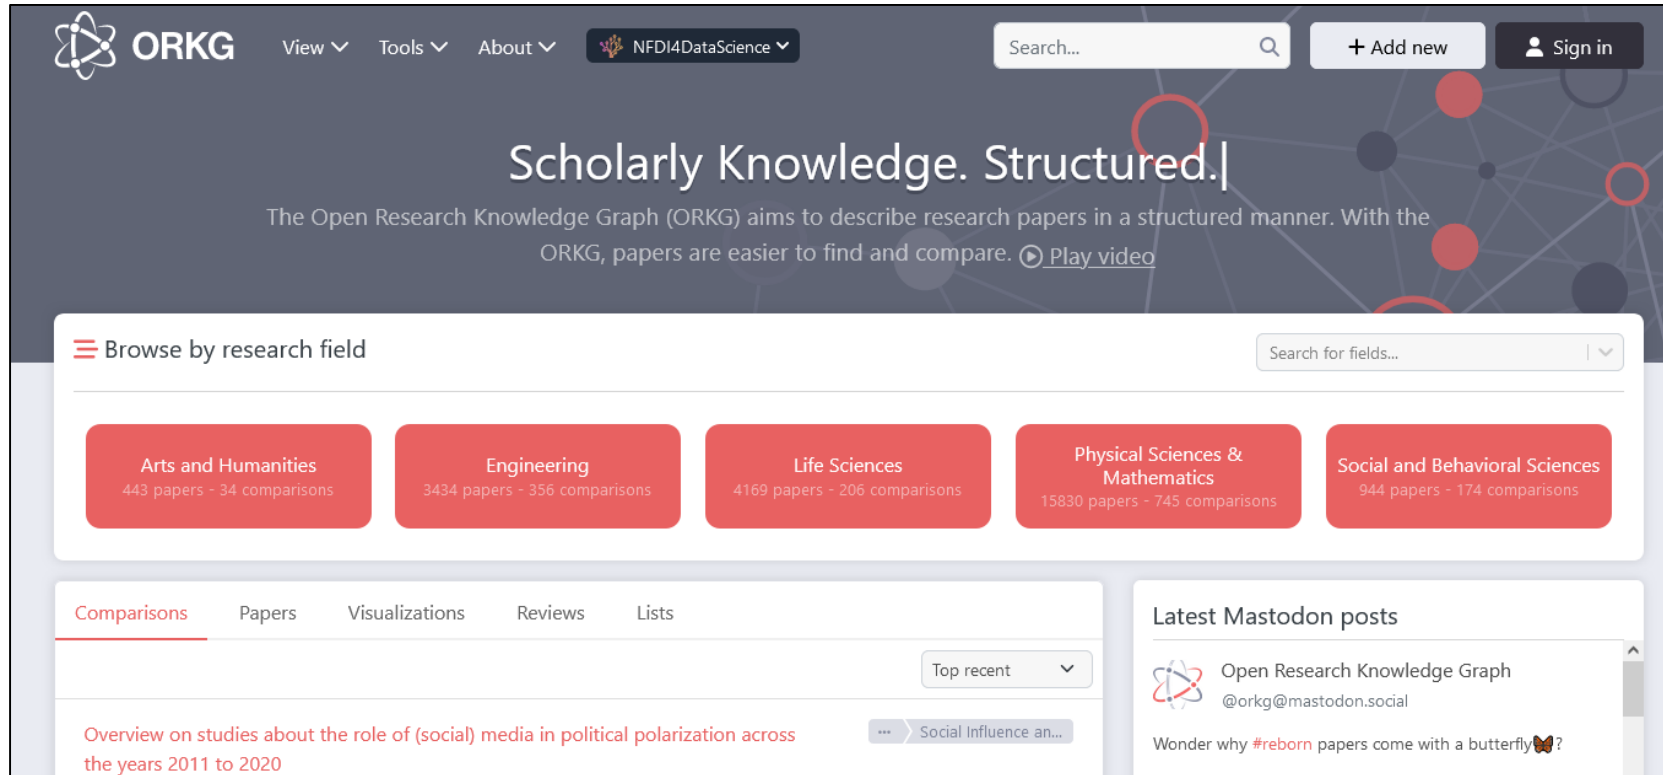 ORKG
View
Tools
About
NFDI4DataScience
Search...
+ Add new
Sign in
Scholarly Knowledge. Structured.|
The Open Research Knowledge Graph (ORKG) aims to describe research papers in a structured manner. With the
ORKG, papers are easier to find and compare. Play video
Browse by research field
Search for fields...
Arts and Humanities
443 papers - 34 comparisons
Engineering
3434 papers - 356 comparisons
Life Sciences
4169 papers - 206 comparisons
Physical Sciences &
Mathematics
15830 papers - 745 comparisons
Social and Behavioral Sciences
944 papers - 174 comparisons
Comparisons
Papers
Visualizations
Reviews
Lists
Top recent
Overview on studies about the role of (social) media in political polarization across
the years 2011 to 2020
... Social Influence an...
Latest Mastodon posts
Open Research Knowledge Graph
@orkg@mastodon.social
Wonder why #reborn papers come with a butterfly🦋?